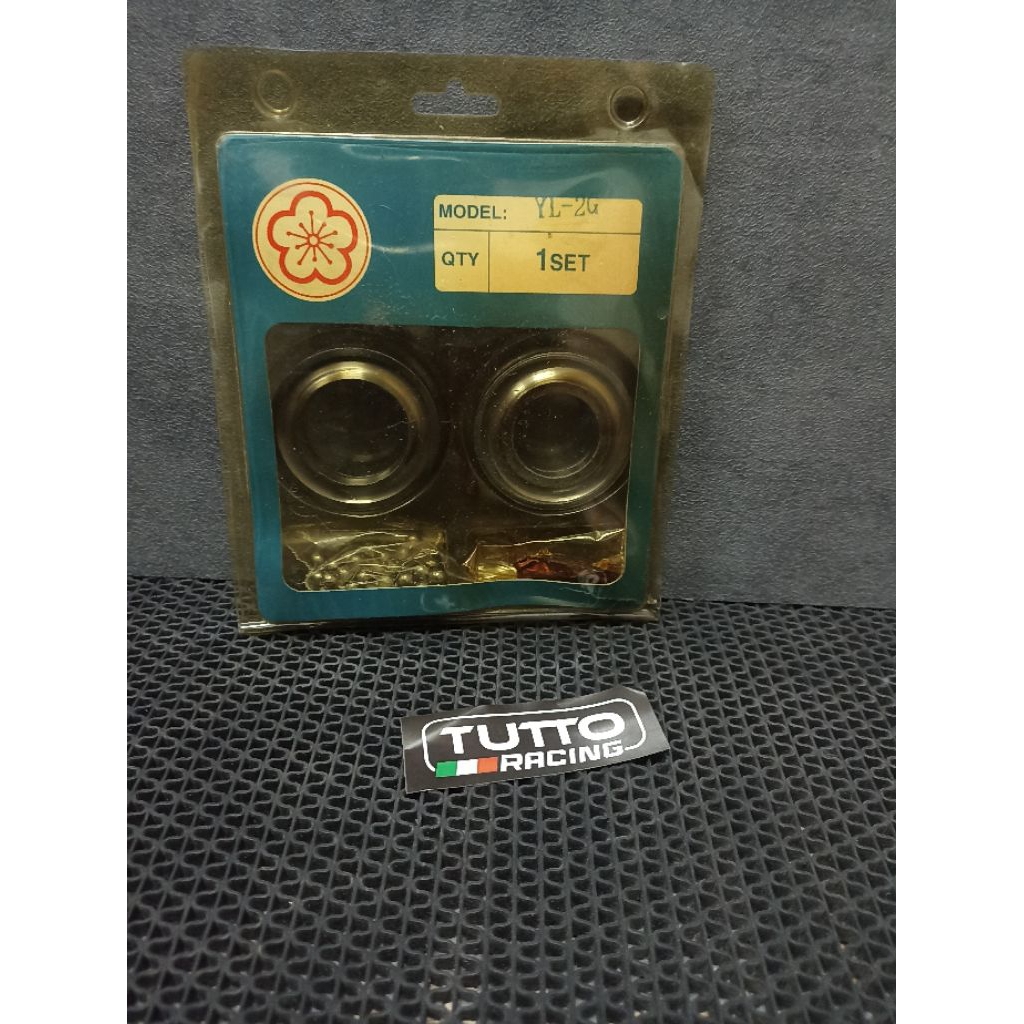 MODEL: YL-2G
QTY 1SET
TUTTO
RACING